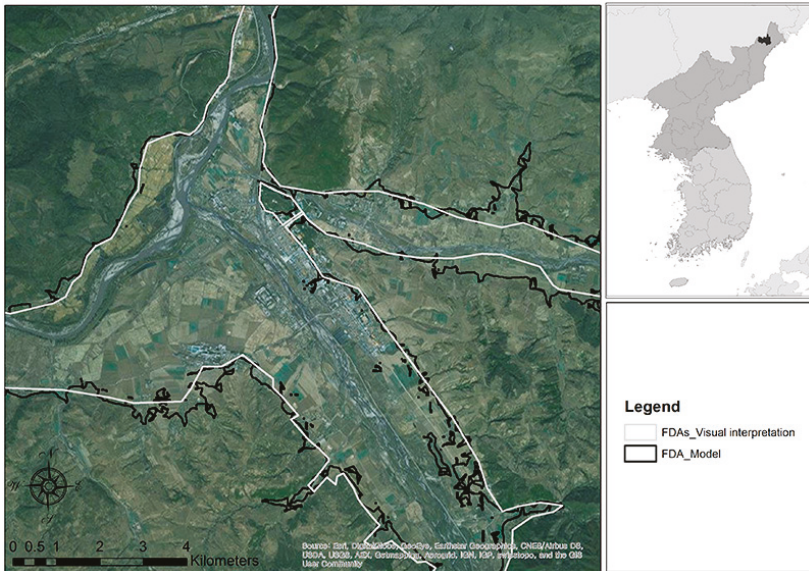 Legend
FDAs_Visual interpretation
FDA_Model
N
S
0 0.5 1 2 3 4
Kilometers
Source: Esri, DigitalGlobe, GeoEye, Earthstar Geographics, CNES/Airbus DS,
USDA, USGS, AEX, Getmapping, Aerogrid, IGN, IGP, swisstopo, and the GIS
User Community